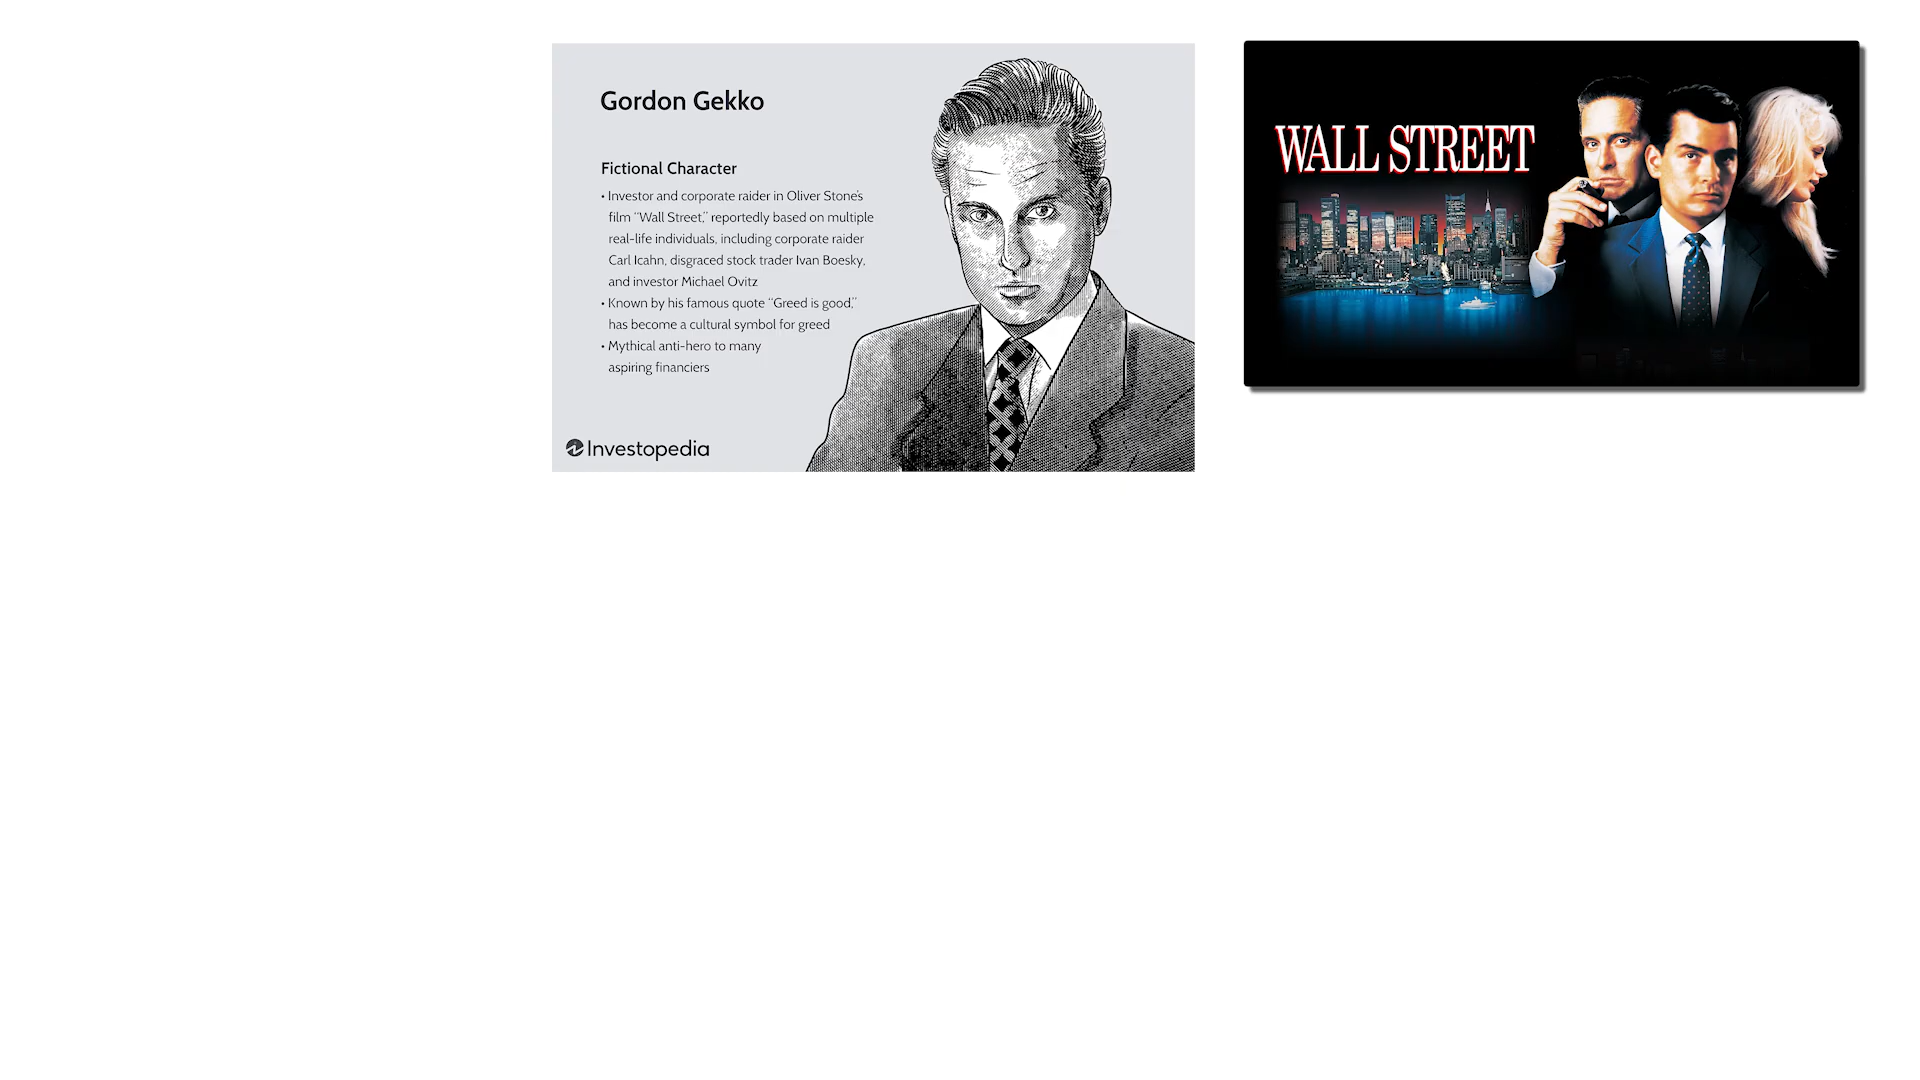 Gordon Gekko
Fictional Character
• Investor and corporate raider in Oliver Stone's
film “Wall Street,” reportedly based on multiple
real-life individuals, including corporate raider
Carl Icahn, disgraced stock trader Ivan Boesky,
and investor Michael Ovitz
• Known by his famous quote “Greed is good,”
has become a cultural symbol for greed
• Mythical anti-hero to many
aspiring financiers
Investopedia
WALL STREET